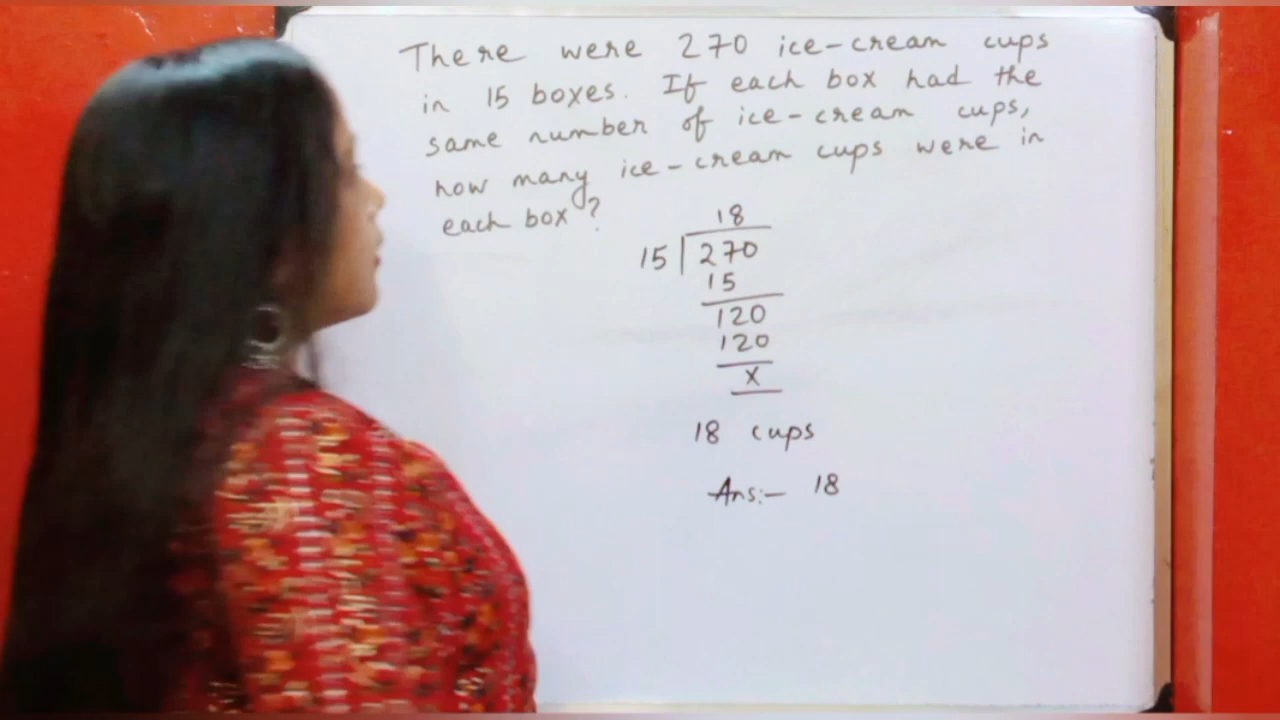 There were 270 ice-cream cups
in 15 boxes. If each box had the
same number of ice-cream cups,
how many ice-cream cups were in
each box?
18
15 270
15
120
120
x
18 cups
Ans:- 18